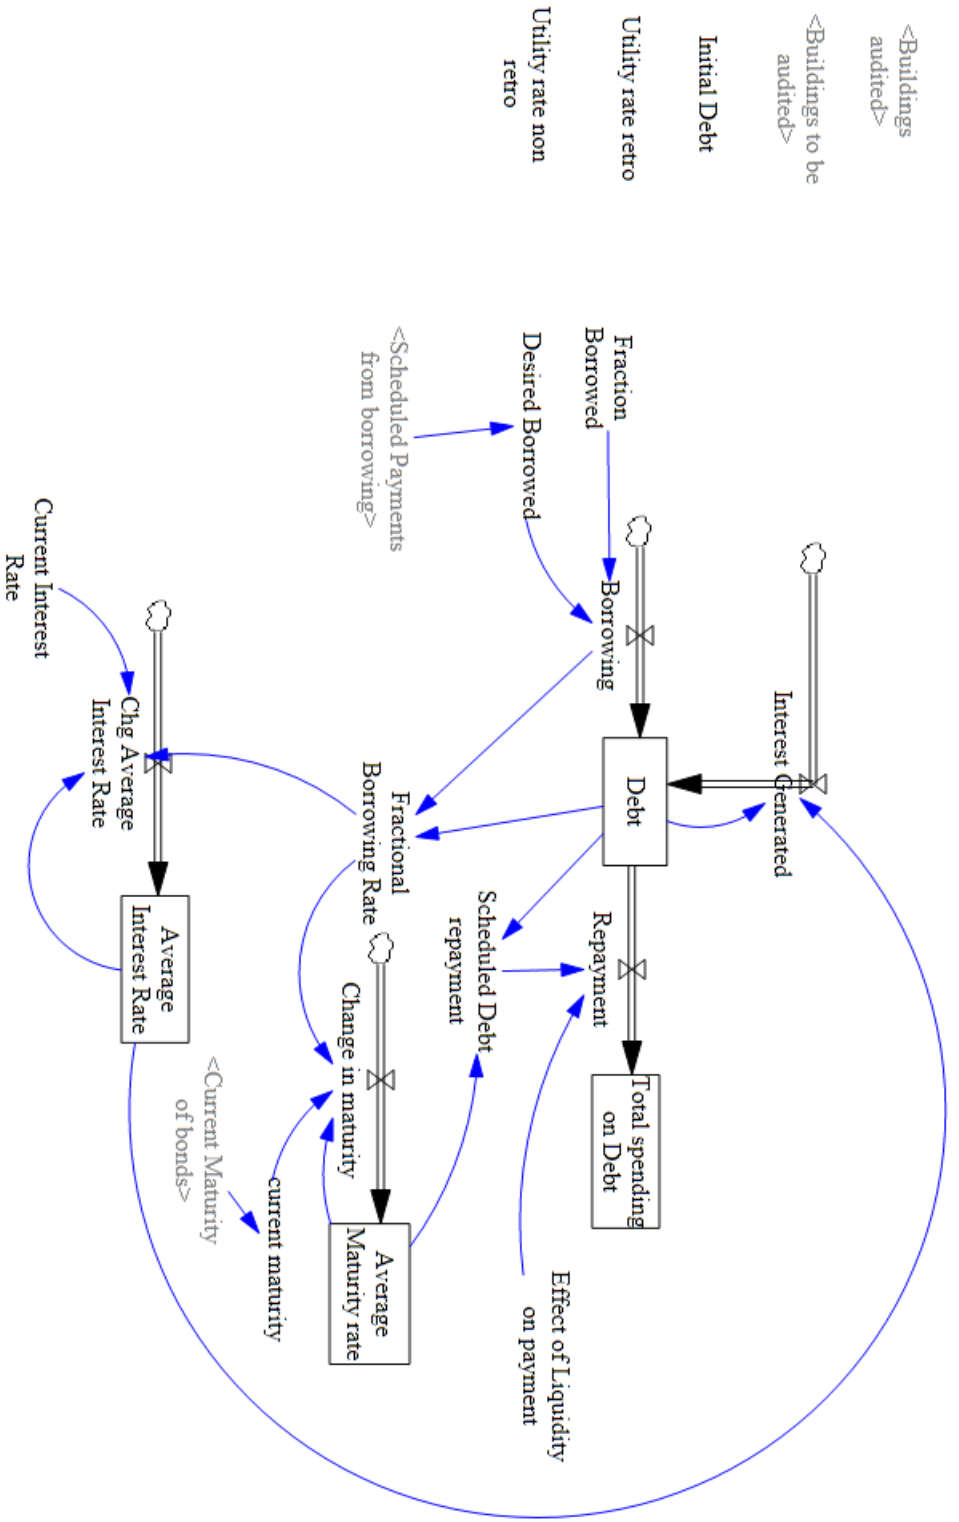 <Buildings
audited>
<Buildings to be
audited>
Initial Debt
Utility rate retro
Utility rate non
retro
Interest Generated
Fraction
Borrowed
Borrowing
Debt
Repayment
Total spending
on Debt
Desired Borrowed
<Scheduled Payments
from borrowing>
Scheduled Debt
repayment
Effect of Liquidity
on payment
Fractional
Borrowing Rate
Change in maturity
Average
Maturity rate
current maturity
<Current Maturity
of bonds>
Chg Average
Interest Rate
Average
Interest Rate
Current Interest
Rate